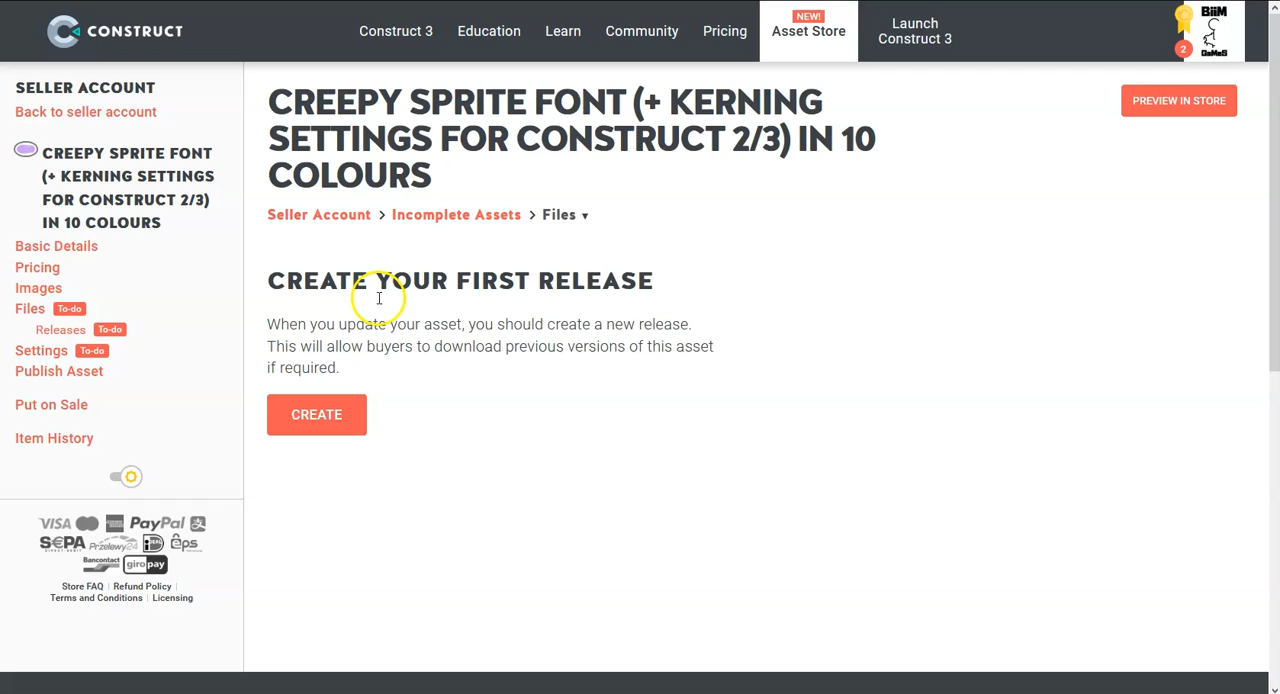 CONSTRUCT
Construct 3
Education
Learn
Community
Pricing
NEW!
Asset Store
Launch
Construct 3
2
BiiM
GaMeS
SELLER ACCOUNT
Back to seller account
CREEPY SPRITE FONT
(+ KERNING SETTINGS
FOR CONSTRUCT 2/3)
IN 10 COLOURS
Basic Details
Pricing
Images
Files To-do
Releases To-do
Settings To-do
Publish Asset
Put on Sale
Item History
VISA PayPal
SEPA Przelewy24 iDEAL eps
Bancontact giropay
Store FAQ | Refund Policy |
Terms and Conditions | Licensing
CREEPY SPRITE FONT (+ KERNING
SETTINGS FOR CONSTRUCT 2/3) IN 10
COLOURS
PREVIEW IN STORE
Seller Account > Incomplete Assets > Files ▾
CREATE YOUR FIRST RELEASE
When you update your asset, you should create a new release.
This will allow buyers to download previous versions of this asset
if required.
CREATE